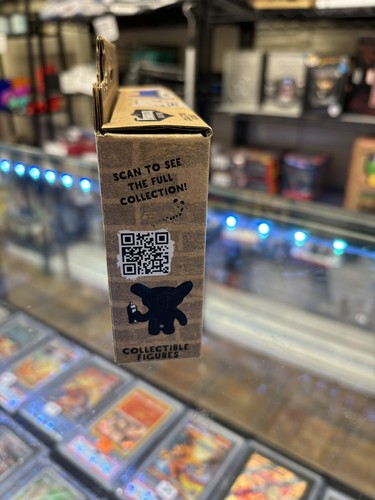 SCAN TO SEE
THE FULL
COLLECTION!
COLLECTIBLE
FIGURES